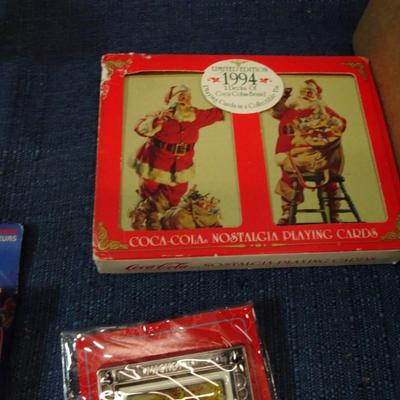 LIMITED EDITION
1994
2 Decks Of
Coca-Cola Brand
Playing Cards in a Collectible Tin
COCA-COLA® NOSTALGIA PLAYING CARDS
Coca-Cola NOSTALGIA PLAYING CARDS
EURS